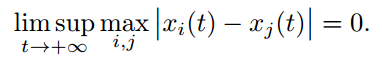 lim sup max |x_i(t) − x_j(t)| = 0.
t→+∞ i,j